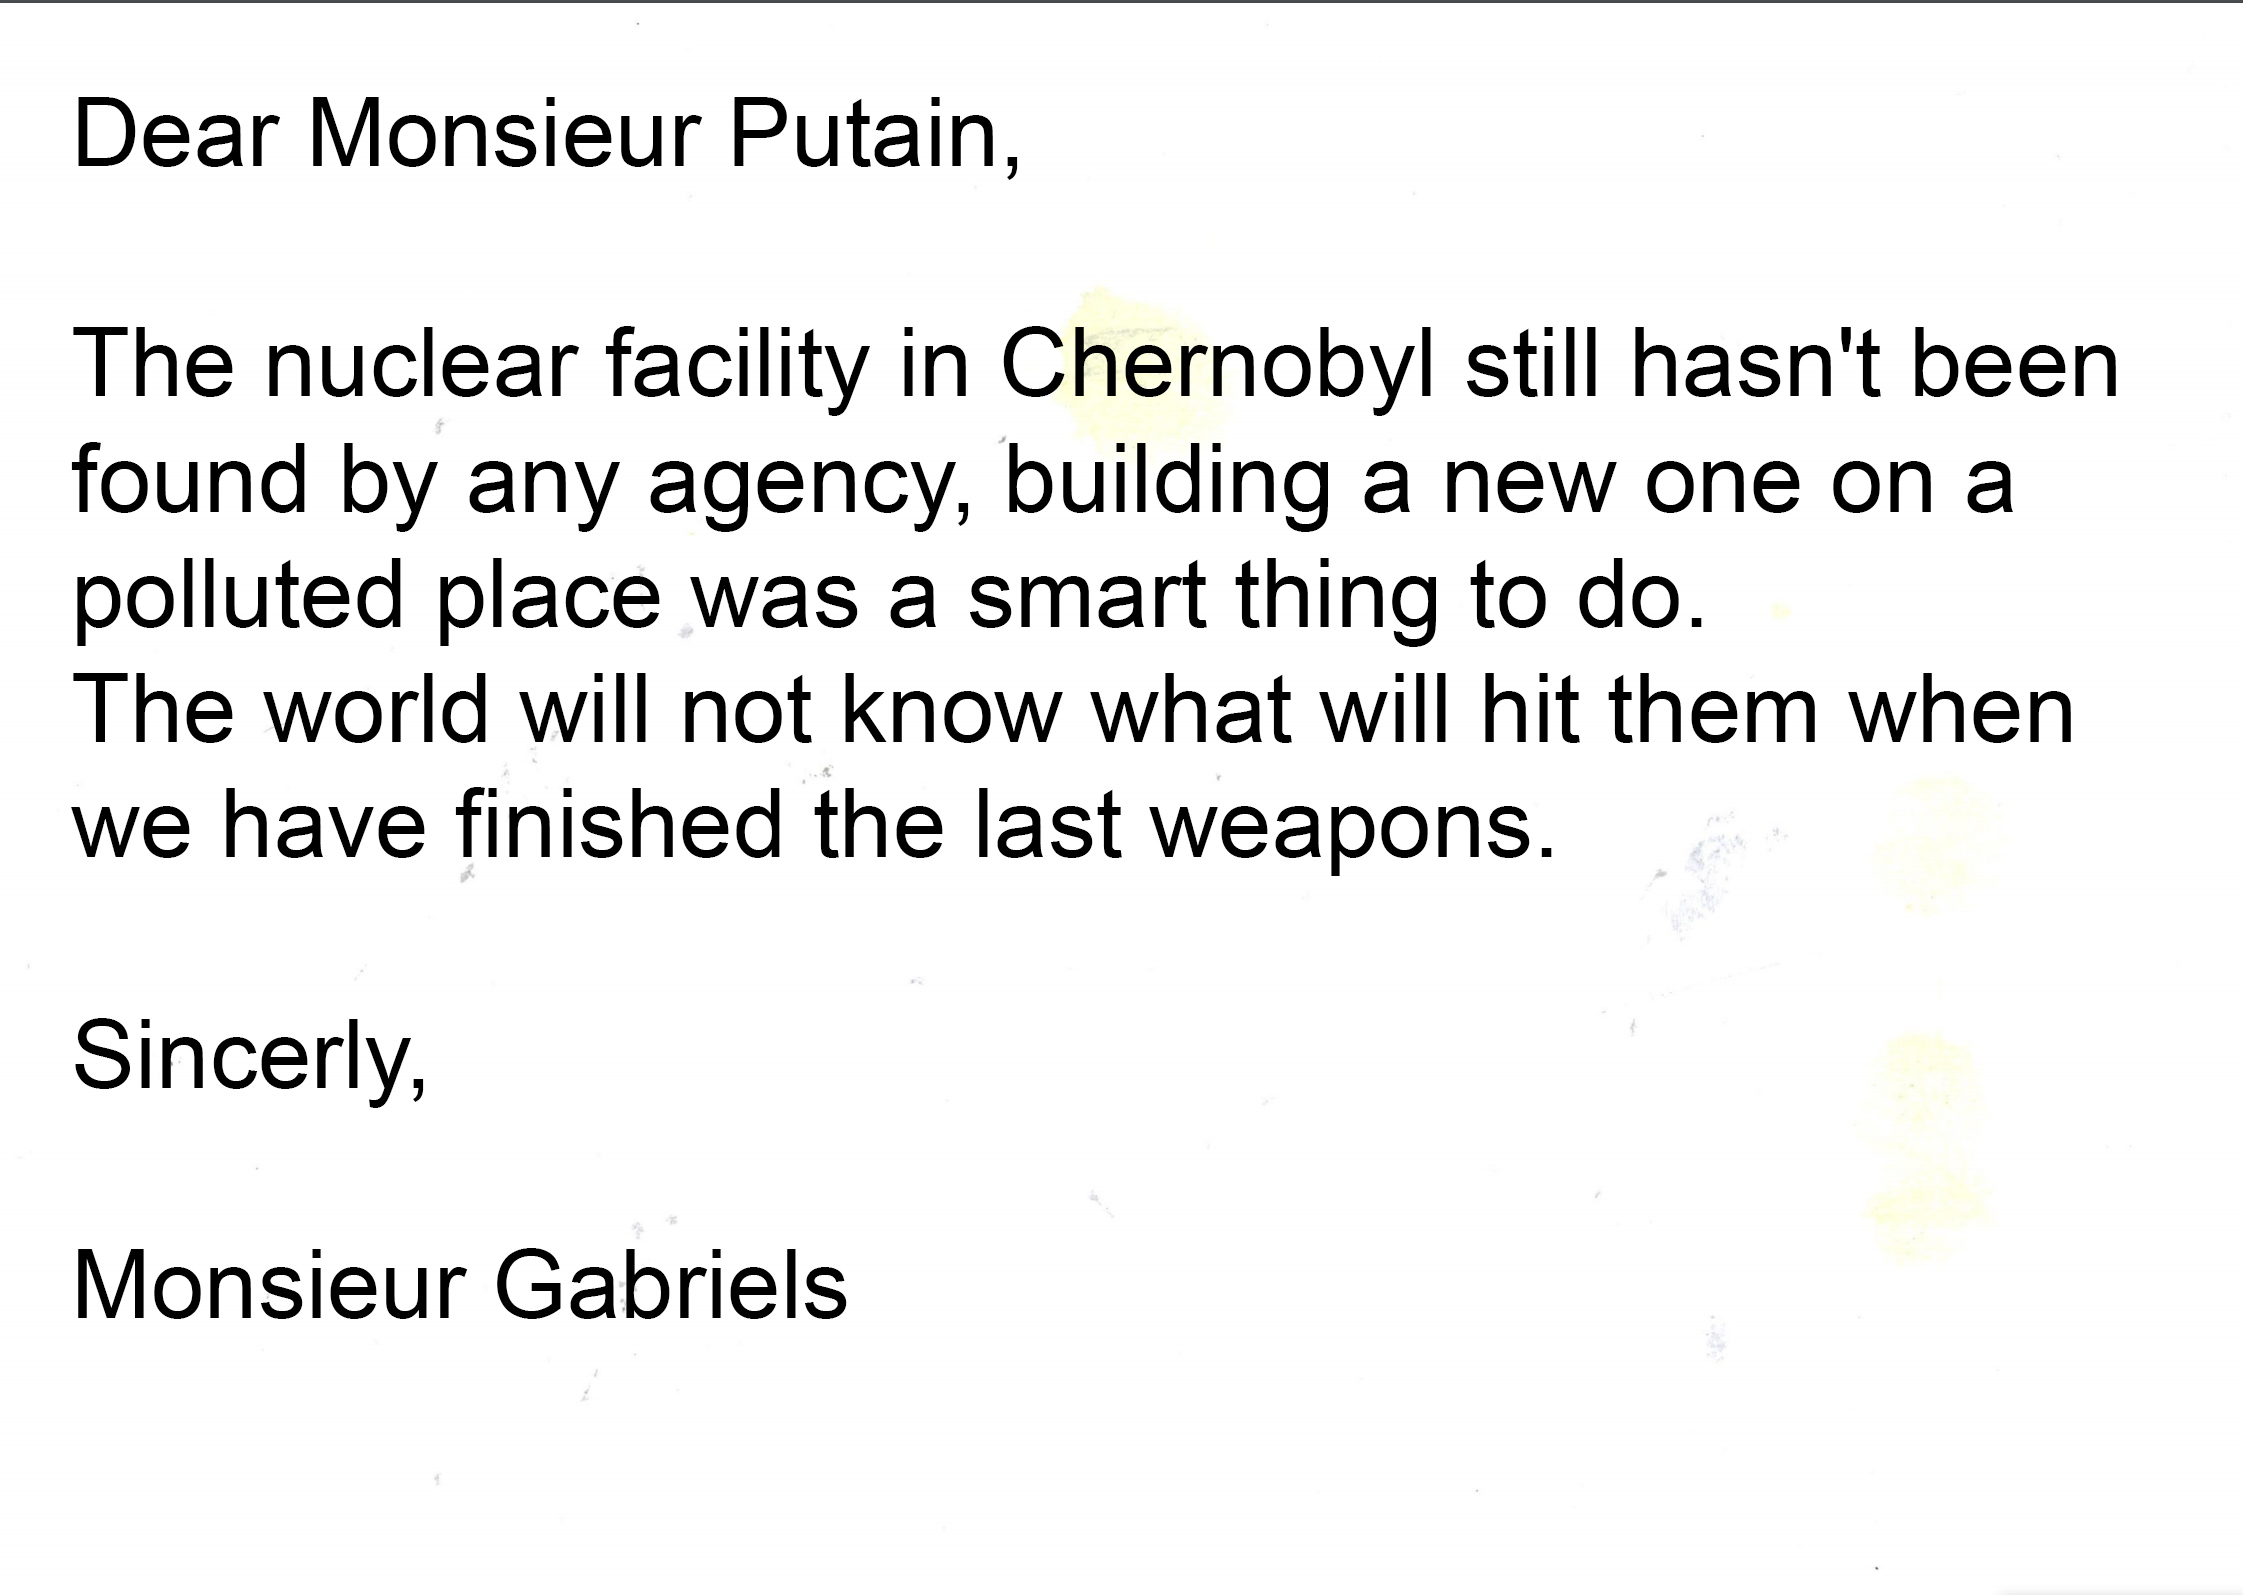 Dear Monsieur Putain,
The nuclear facility in Chernobyl still hasn't been
found by any agency, building a new one on a
polluted place was a smart thing to do.
The world will not know what will hit them when
we have finished the last weapons.
Sincerly,
Monsieur Gabriels